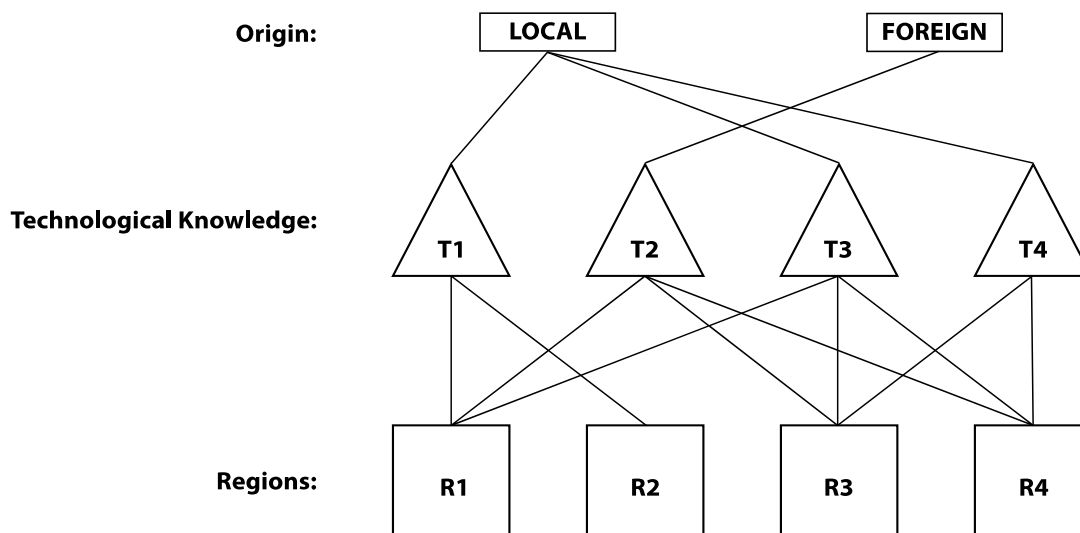 Origin: LOCAL FOREIGN
Technological Knowledge: T1 T2 T3 T4
Regions: R1 R2 R3 R4